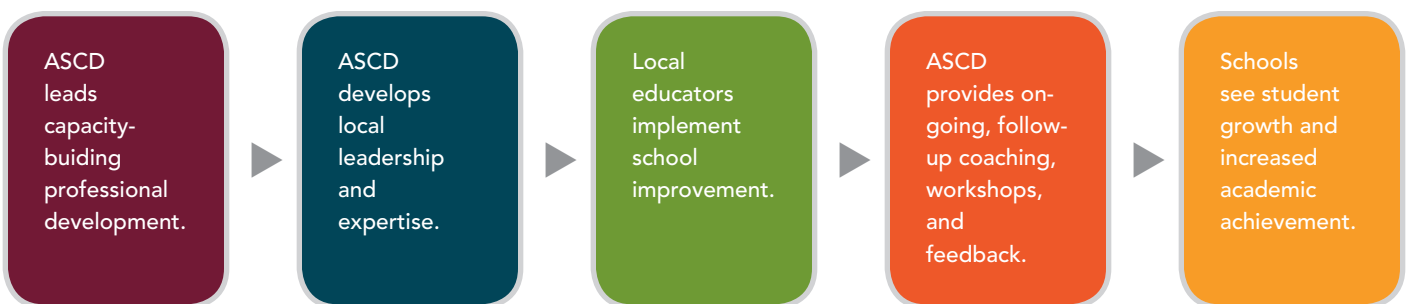 ASCD
leads
capacity-
buiding
professional
development.
ASCD
develops
local
leadership
and
expertise.
Local
educators
implement
school
improvement.
ASCD
provides on-
going, follow-
up coaching,
workshops,
and
feedback.
Schools
see student
growth and
increased
academic
achievement.